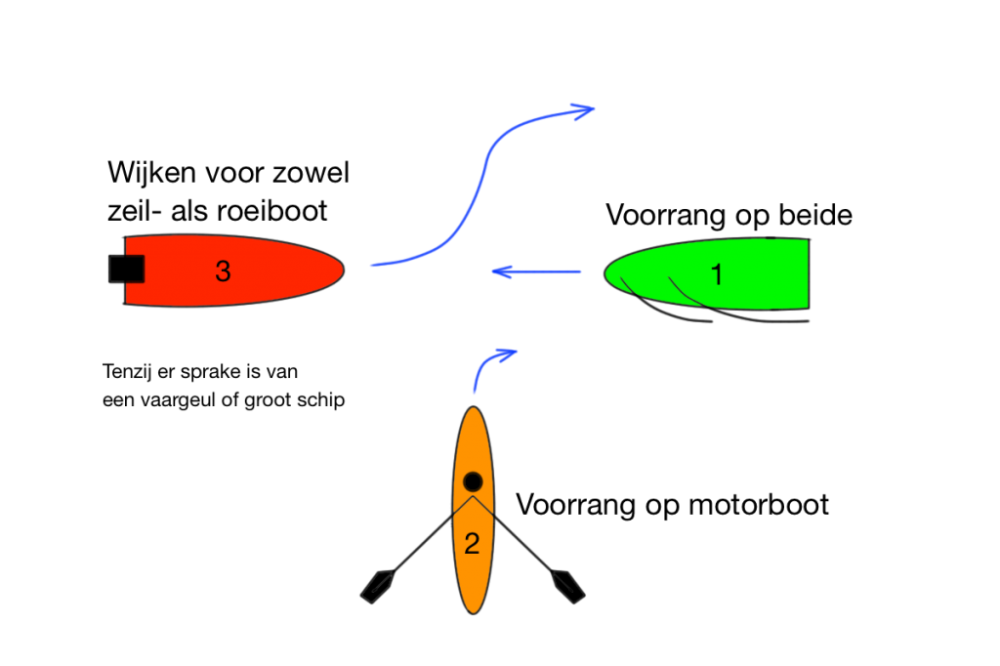 Wijken voor zowel
zeil- als roeiboot
Voorrang op beide
3
1
Tenzij er sprake is van
een vaargeul of groot schip
Voorrang op motorboot
2